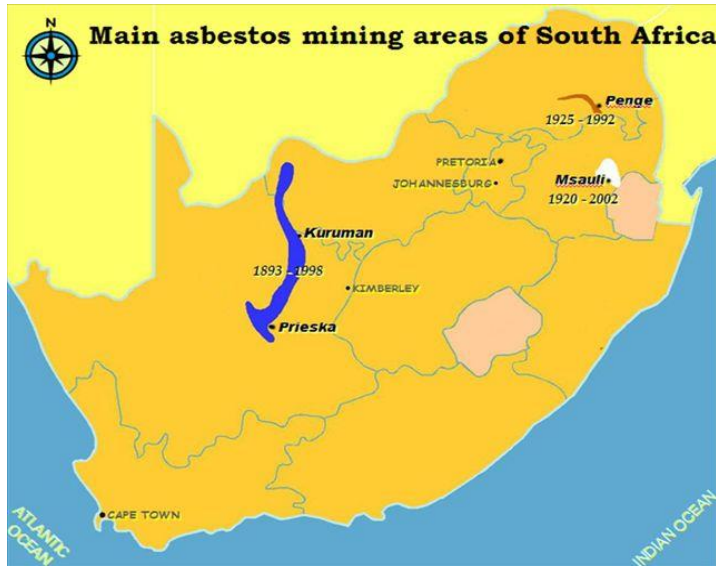 N
Main asbestos mining areas of South Africa
Penge
1925 - 1992
PRETORIA
JOHANNESBURG
Msauli
1920 - 2002
Kuruman
1893 - 1998
KIMBERLEY
Prieska
CAPE TOWN
ATLANTIC
OCEAN
INDIAN OCEAN